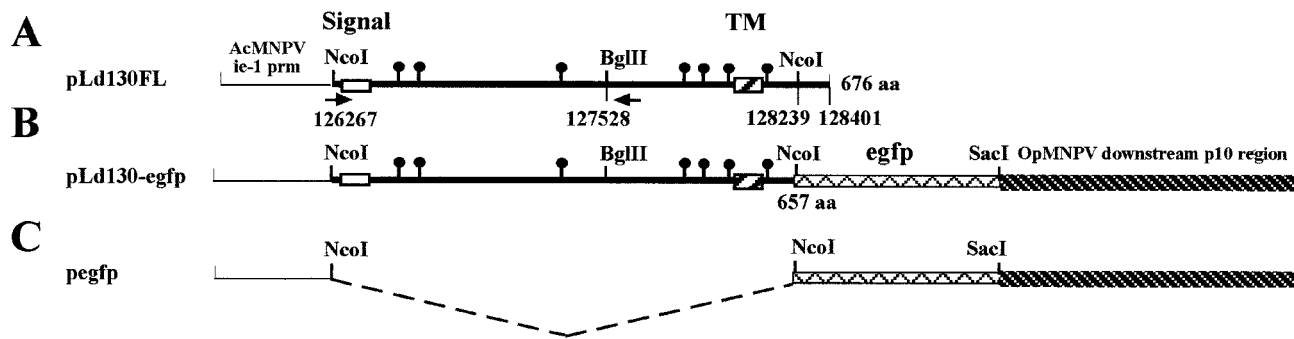 A
Signal
TM
AcMNPV
ie-1 prm
NcoI
BglII
NcoI
pLd130FL
676 aa
126267
127528
128239
128401
B
NcoI
BglII
NcoI
egfp
SacI
OpMNPV downstream p10 region
pLd130-egfp
657 aa
C
NcoI
NcoI
SacI
pegfp